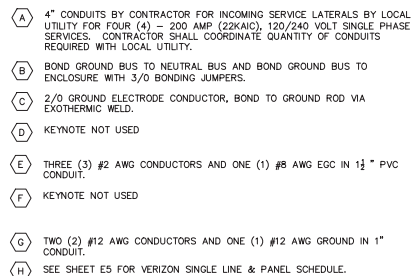 A 4" CONDUITS BY CONTRACTOR FOR INCOMING SERVICE LATERALS BY LOCAL
UTILITY FOR FOUR (4) – 200 AMP (22KAIC), 120/240 VOLT SINGLE PHASE
SERVICES. CONTRACTOR SHALL COORDINATE QUANTITY OF CONDUITS
REQUIRED WITH LOCAL UTILITY.
B BOND GROUND BUS TO NEUTRAL BUS AND BOND GROUND BUS TO
ENCLOSURE WITH 3/0 BONDING JUMPERS.
C 2/0 GROUND ELECTRODE CONDUCTOR, BOND TO GROUND ROD VIA
EXOTHERMIC WELD.
D KEYNOTE NOT USED
E THREE (3) #2 AWG CONDUCTORS AND ONE (1) #8 AWG EGC IN 1½ " PVC
CONDUIT.
F KEYNOTE NOT USED
G TWO (2) #12 AWG CONDUCTORS AND ONE (1) #12 AWG GROUND IN 1"
CONDUIT.
H SEE SHEET E5 FOR VERIZON SINGLE LINE & PANEL SCHEDULE.